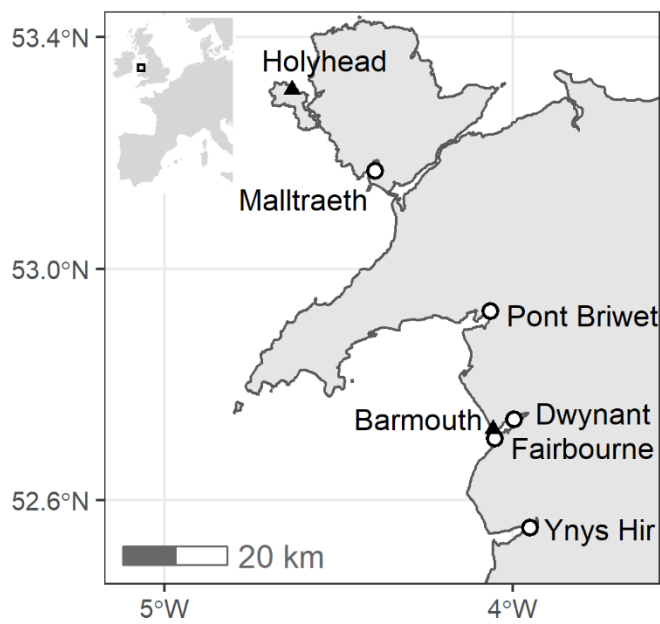 53.4°N
Holyhead
Malltraeth
53.0°N
Pont Briwet
Barmouth
Dwynant
Fairbourne
52.6°N
Ynys Hir
20 km
5°W
4°W